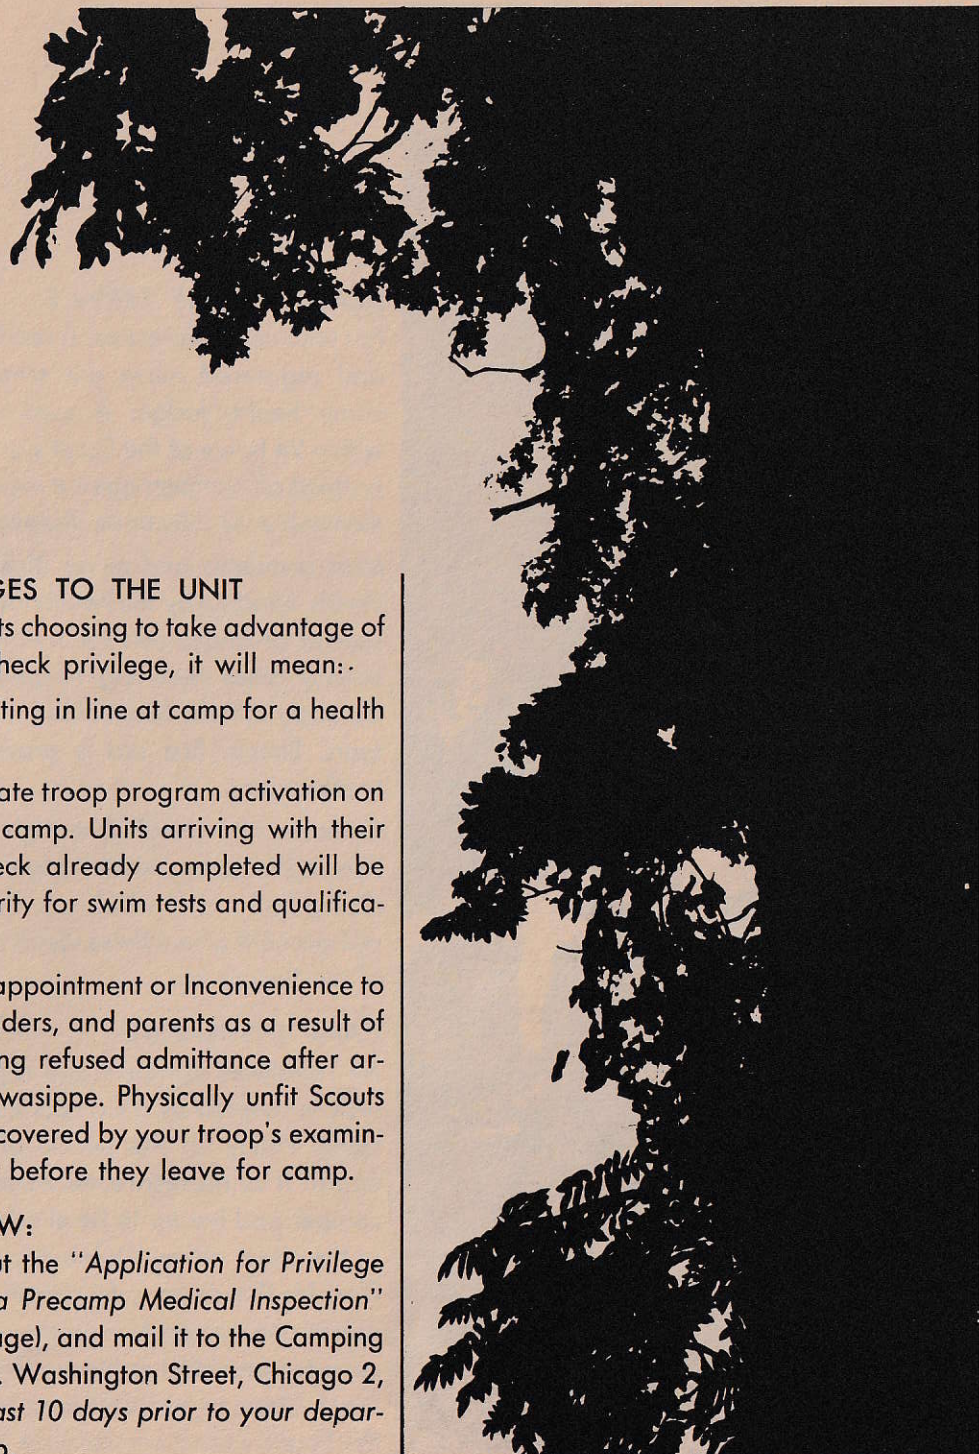 GES TO THE UNIT
ts choosing to take advantage of
heck privilege, it will mean:
ting in line at camp for a health
ate troop program activation on
camp. Units arriving with their
eck already completed will be
rity for swim tests and qualifica-
appointment or Inconvenience to
ders, and parents as a result of
ng refused admittance after ar-
wasippe. Physically unfit Scouts
covered by your troop's examin-
before they leave for camp.
W:
ut the "Application for Privilege
a Precamp Medical Inspection"
age), and mail it to the Camping
. Washington Street, Chicago 2,
ast 10 days prior to your depar-